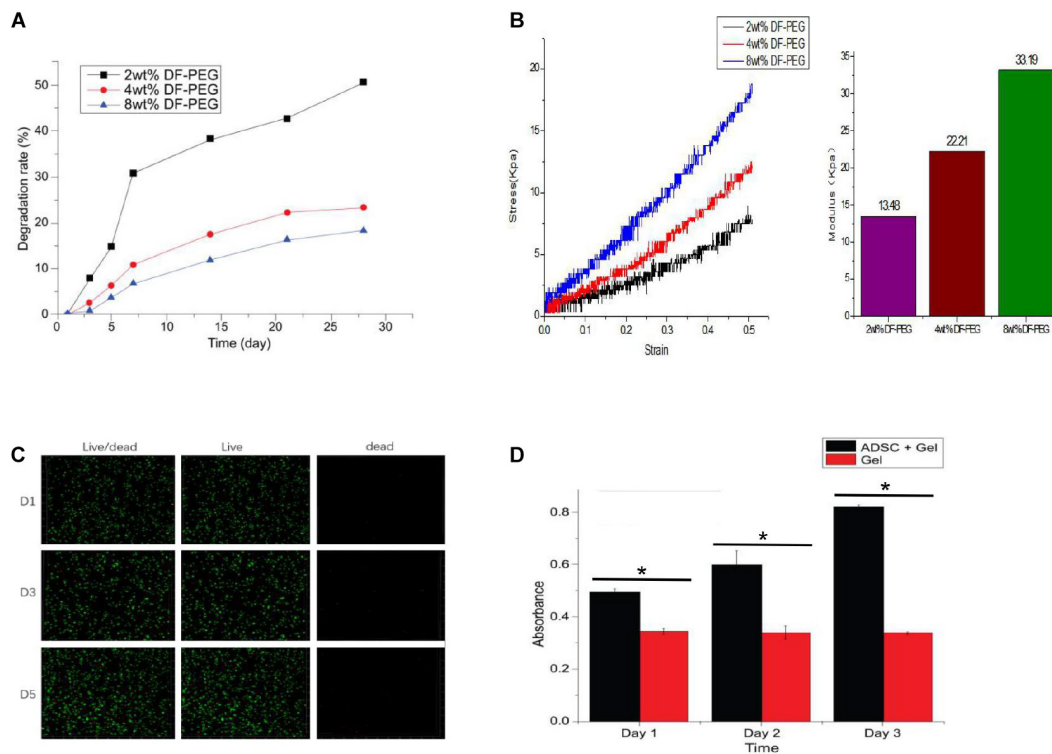 A
2wt% DF-PEG
4wt% DF-PEG
8wt% DF-PEG
50
40
30
20
10
0
Degradation rate (%)
0 5 10 15 20 25 30
Time (day)
B
2wt% DF-PEG
4wt% DF-PEG
8wt% DF-PEG
20
15
10
5
0
Stress(Kpa)
0.0 0.1 0.2 0.3 0.4 0.5
Strain
35
30
25
20
15
10
5
0
Modulus (Kpa)
13.48
22.21
33.19
2wt% DF-PEG 4wt% DF-PEG 8wt% DF-PEG
C
Live/dead Live dead
D1
D3
D5
D
ADSC + Gel
Gel
0.8
0.6
0.4
0.2
0.0
Absorbance
*
*
*
Day 1 Day 2 Day 3
Time